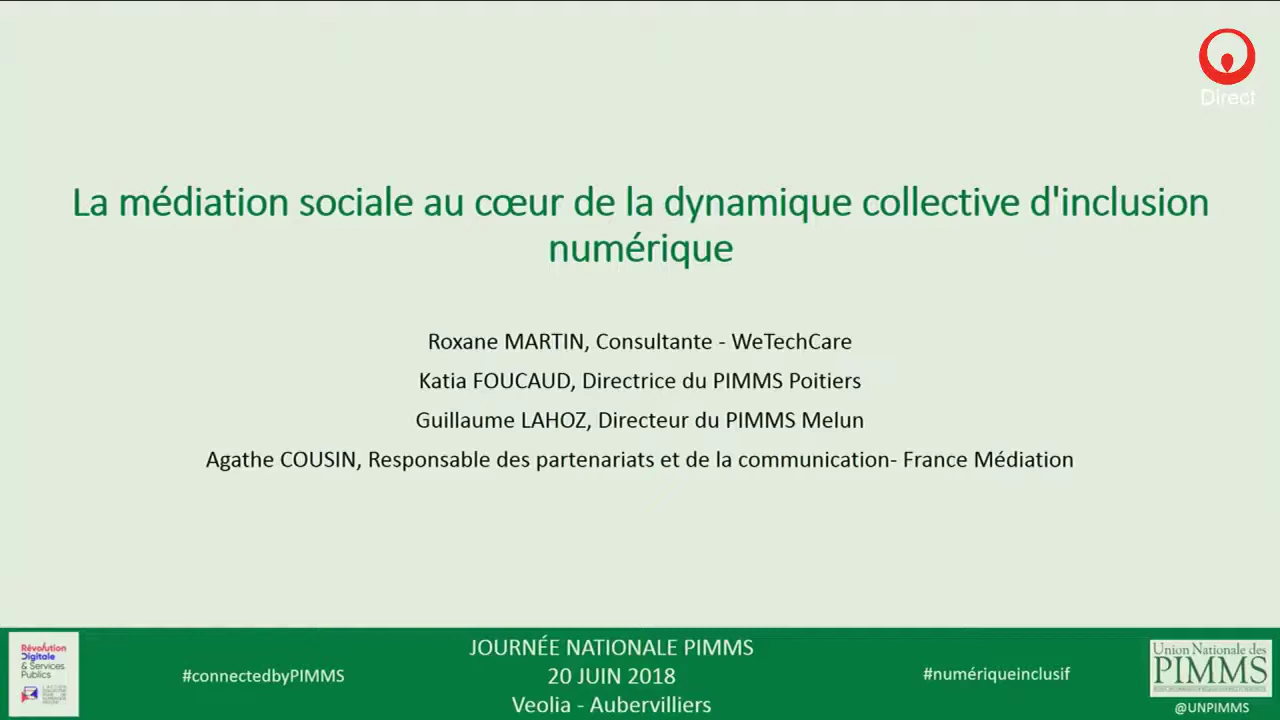 Direct
La médiation sociale au cœur de la dynamique collective d'inclusion
numérique
Roxane MARTIN, Consultante - WeTechCare
Katia FOUCAUD, Directrice du PIMMS Poitiers
Guillaume LAHOZ, Directeur du PIMMS Melun
Agathe COUSIN, Responsable des partenariats et de la communication- France Médiation
Révolution
Digitale
& Services
Publics
#connectedbyPIMMS
JOURNÉE NATIONALE PIMMS
20 JUIN 2018
Veolia - Aubervilliers
#numériqueinclusif
Union Nationale des
PIMMS
@UNPIMMS